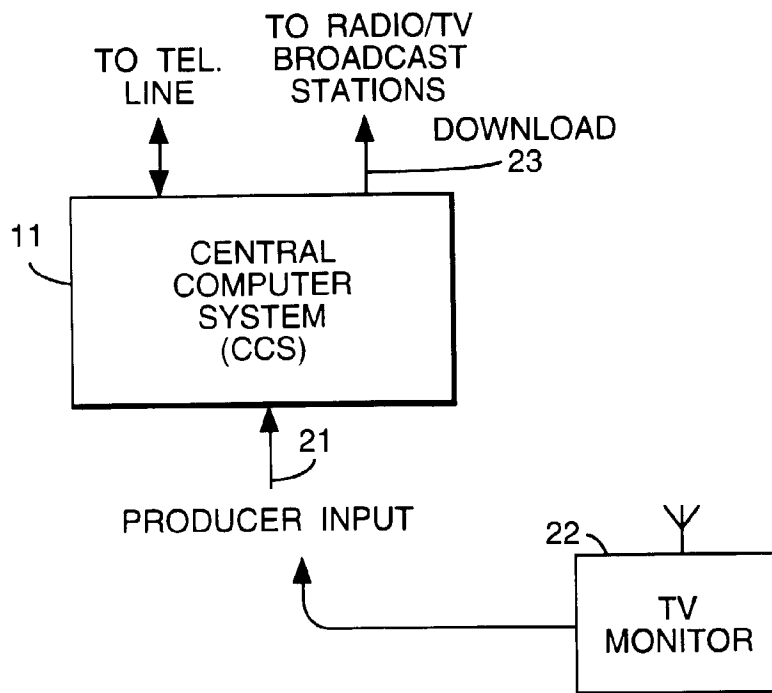 TO TEL.
LINE
TO RADIO/TV
BROADCAST
STATIONS
DOWNLOAD
23
11
CENTRAL
COMPUTER
SYSTEM
(CCS)
21
PRODUCER INPUT
22
TV
MONITOR